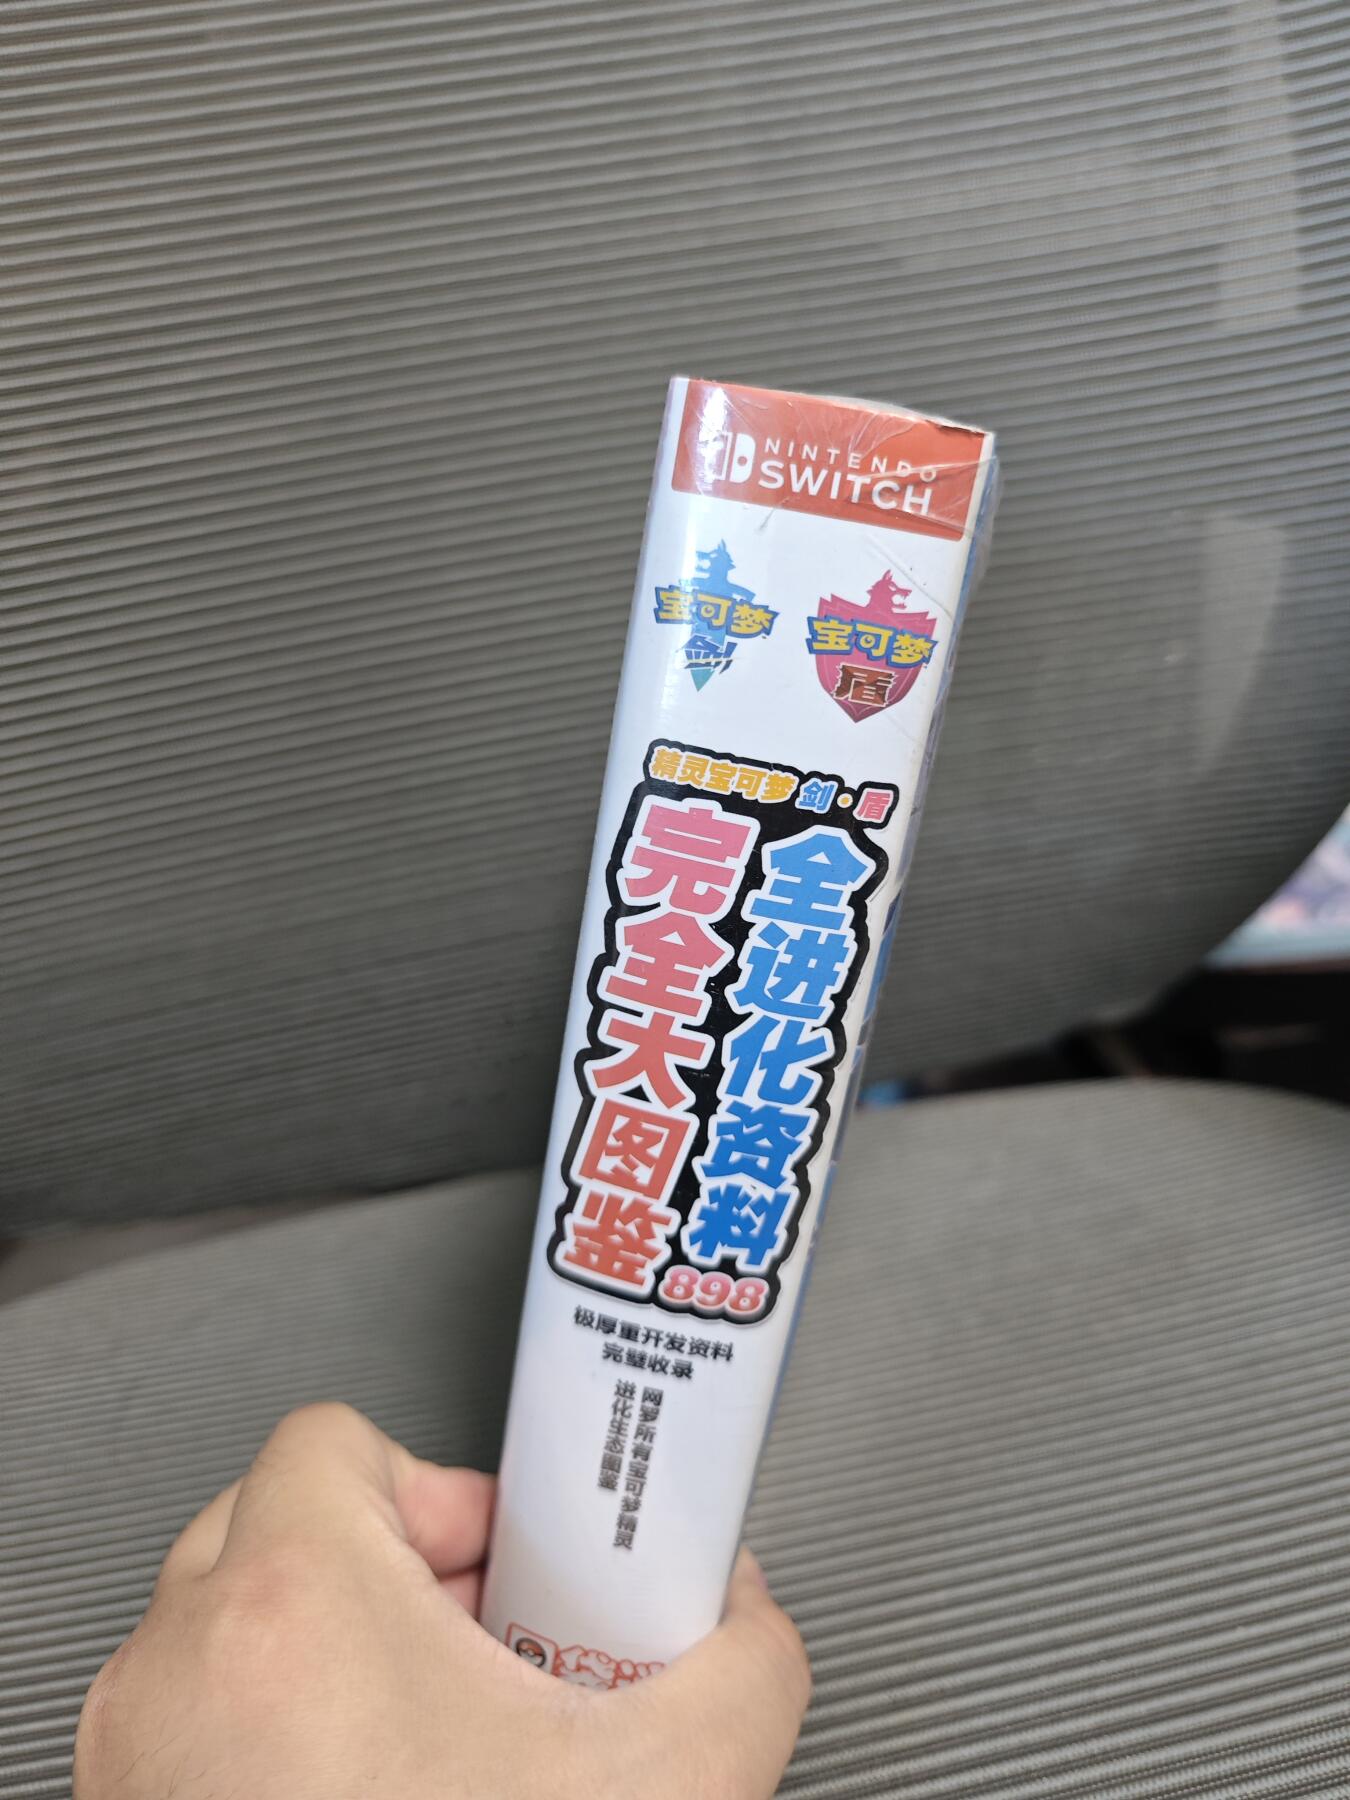 NINTENDO
SWITCH
宝可梦
剑
宝可梦
盾
精灵宝可梦 剑·盾
全进化资料
完全大图鉴
898
极厚重开发资料
完璧收录
网罗所有宝可梦精灵
进化生态图鉴